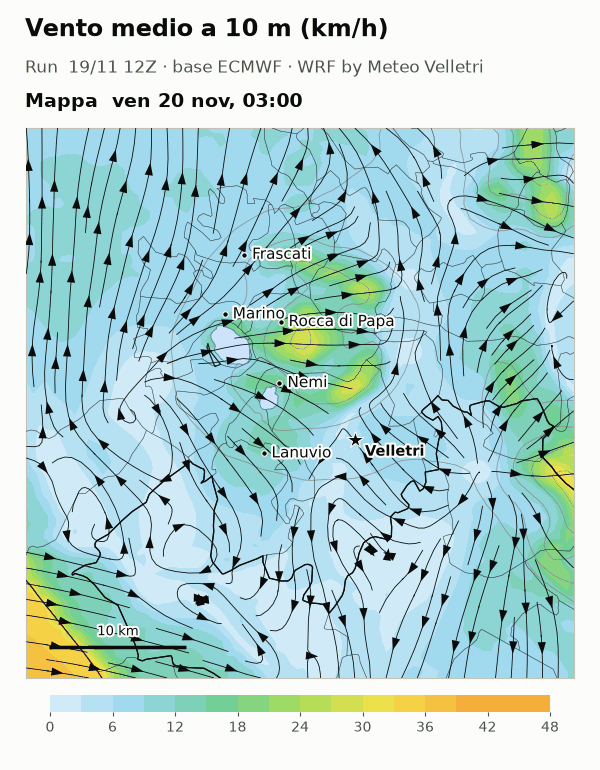 Vento medio a 10 m (km/h)
Run  19/11 12Z · base ECMWF · WRF by Meteo Velletri
Mappa  ven 20 nov, 03:00
Frascati
Marino
Rocca di Papa
Nemi
Velletri
Lanuvio
10 km
0 6 12 18 24 30 36 42 48